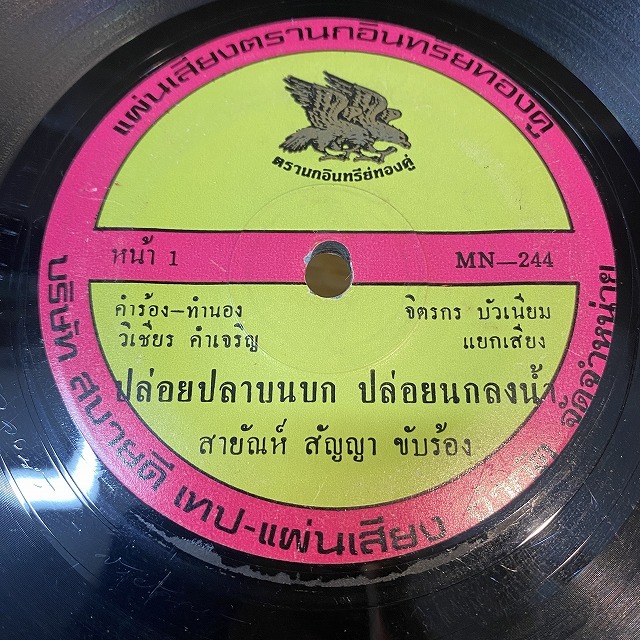 แผ่นเสียงตรานกอินทรีย์ทองคู่
ตรานกอินทรีย์ทองคู่
หน้า 1
MN—244
คำร้อง—ทำนอง
วิเชียร คำเจริญ
จิตรกร บัวเนียม
แยกเสียง
ปล่อยปลาบนบก ปล่อยนกลงน้ำ
สายัณห์ สัญญา ขับร้อง
บริษัท สบายดี เทป-แผ่นเสียง จัดจำหน่าย